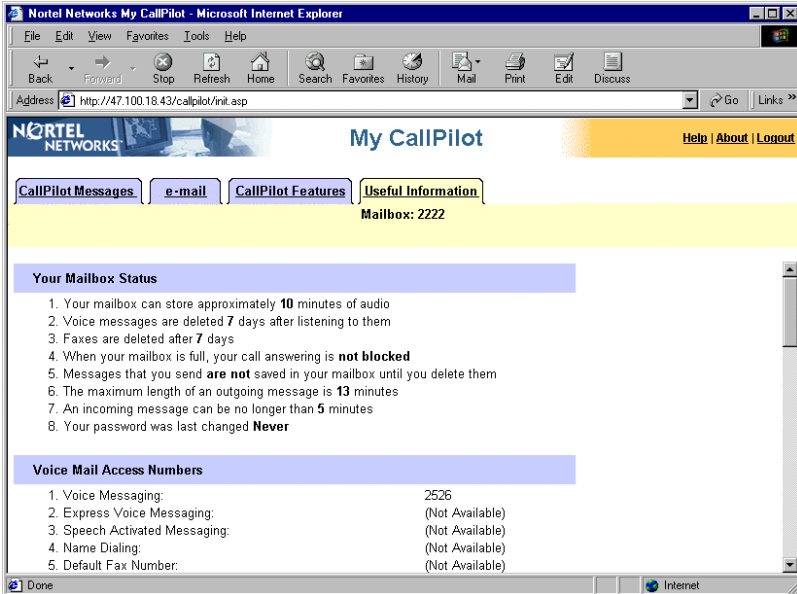 Nortel Networks My CallPilot - Microsoft Internet Explorer
File Edit View Favorites Tools Help
Back Forward Stop Refresh Home Search Favorites History Mail Print Edit Discuss
Address http://47.100.18.43/callpilot/init.asp Go Links »
NORTEL
NETWORKS
My CallPilot
Help | About | Logout
CallPilot Messages e-mail CallPilot Features Useful Information
Mailbox: 2222
Your Mailbox Status
1. Your mailbox can store approximately 10 minutes of audio
2. Voice messages are deleted 7 days after listening to them
3. Faxes are deleted after 7 days
4. When your mailbox is full, your call answering is not blocked
5. Messages that you send are not saved in your mailbox until you delete them
6. The maximum length of an outgoing message is 13 minutes
7. An incoming message can be no longer than 5 minutes
8. Your password was last changed Never
Voice Mail Access Numbers
1. Voice Messaging: 2526
2. Express Voice Messaging: (Not Available)
3. Speech Activated Messaging: (Not Available)
4. Name Dialing: (Not Available)
5. Default Fax Number: (Not Available)
Done Internet